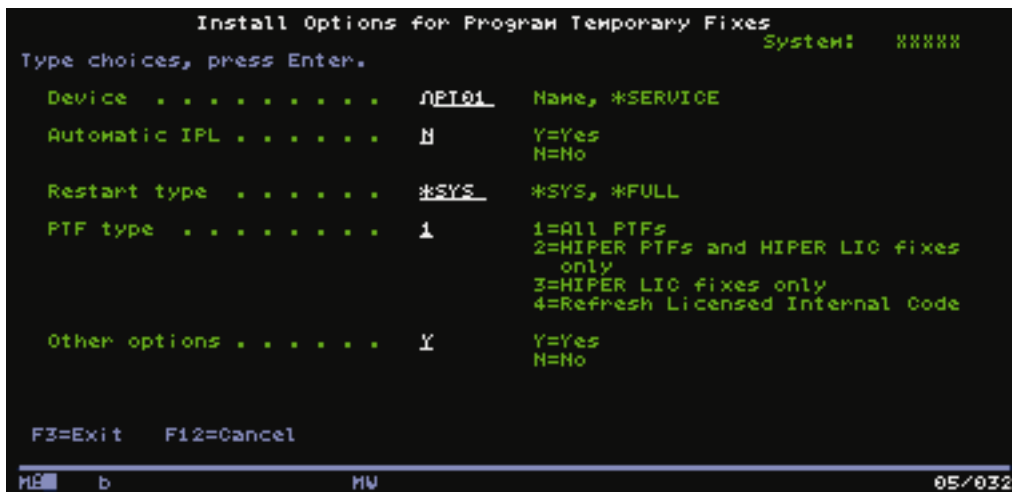 Install Options for Program Temporary Fixes
System: XXXXX
Type choices, press Enter.
Device . . . . . . . . . OPT01 Name, *SERVICE
Automatic IPL . . . . . . N Y=Yes
N=No
Restart type . . . . . . *SYS *SYS, *FULL
PTF type . . . . . . . . 1 1=All PTFs
2=HIPER PTFs and HIPER LIC fixes
only
3=HIPER LIC fixes only
4=Refresh Licensed Internal Code
Other options . . . . . . Y Y=Yes
N=No
F3=Exit F12=Cancel
MA b MW 05/032